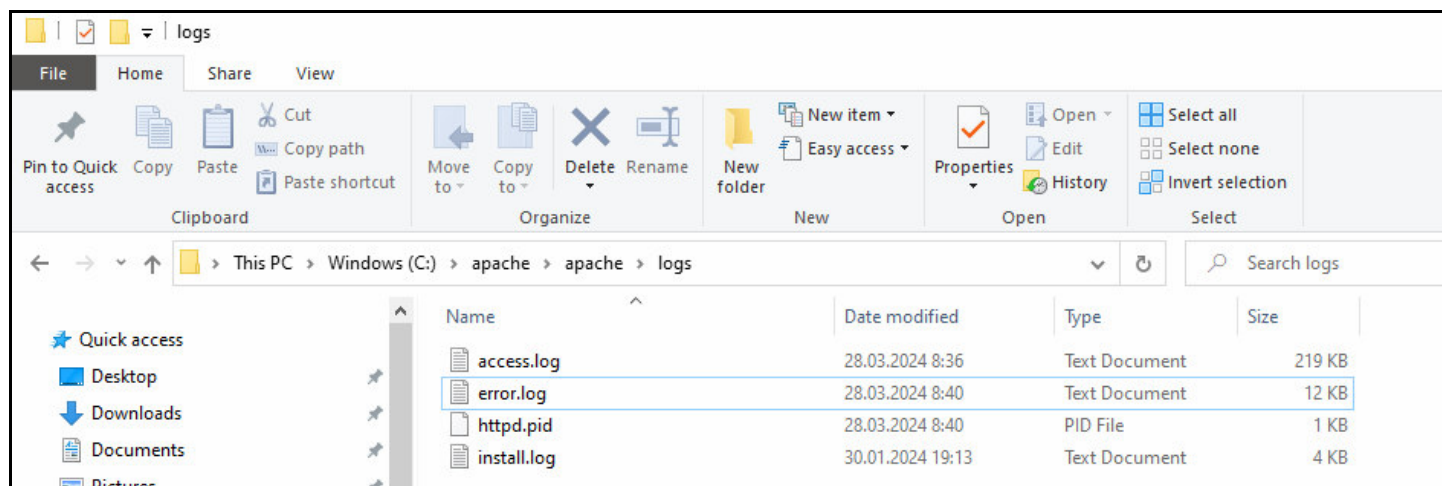 logs
File Home Share View
Pin to Quick access
Copy
Paste
Cut
Copy path
Paste shortcut
Clipboard
Move to
Copy to
Delete
Rename
Organize
New folder
New item
Easy access
New
Properties
Open
Edit
History
Open
Select all
Select none
Invert selection
Select
This PC > Windows (C:) > apache > apache > logs
Search logs
Quick access
Desktop
Downloads
Documents
Pictures
Name Date modified Type Size
access.log 28.03.2024 8:36 Text Document 219 KB
error.log 28.03.2024 8:40 Text Document 12 KB
httpd.pid 28.03.2024 8:40 PID File 1 KB
install.log 30.01.2024 19:13 Text Document 4 KB